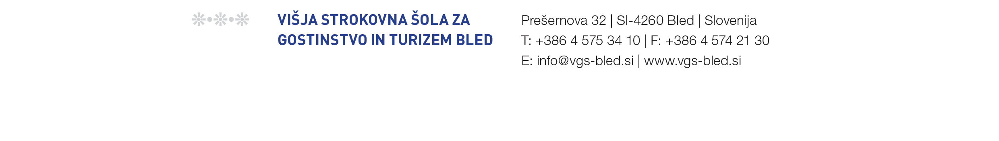 VIŠJA STROKOVNA ŠOLA ZA
GOSTINSTVO IN TURIZEM BLED
Prešernova 32 | SI-4260 Bled | Slovenija
T: +386 4 575 34 10 | F: +386 4 574 21 30
E: info@vgs-bled.si | www.vgs-bled.si